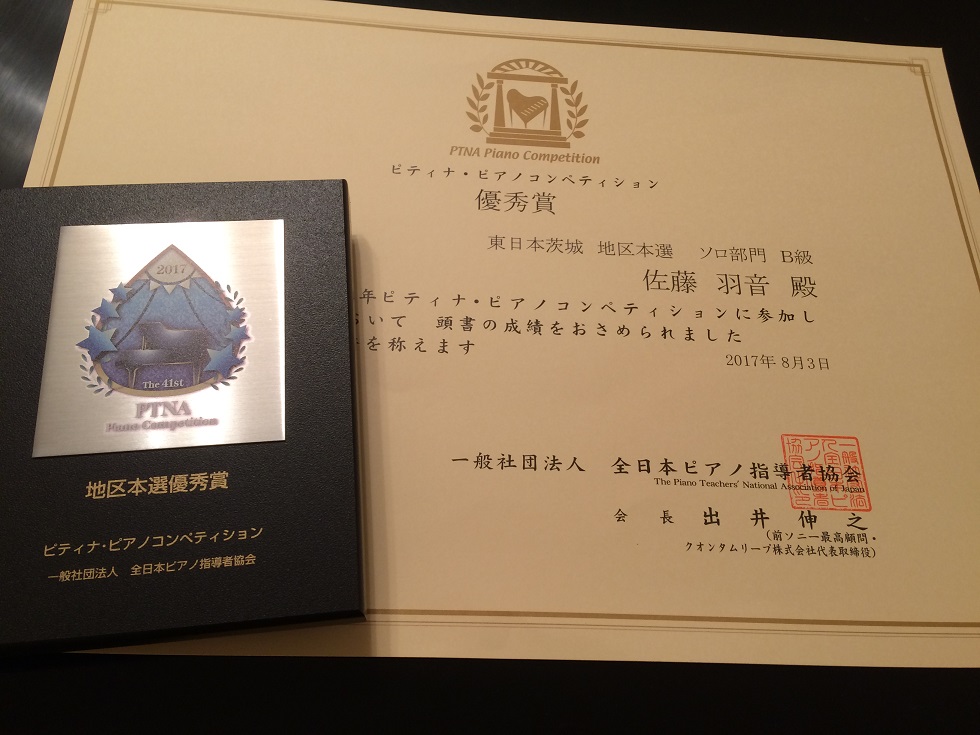 PTNA Piano Competition
ピティナ・ピアノコンペティション
優秀賞
東日本茨城 地区本選 ソロ部門 B級
佐藤 羽音 殿
年ピティナ・ピアノコンペティションに参加し
おいて 頭書の成績をおさめられました
を称えます
2017年 8月3日
一般社団法人 全日本ピアノ指導者協会
The Piano Teachers' National Association of Japan
会長 出井伸之
(前ソニー最高顧問・
クオンタムリープ株式会社代表取締役)
2017
The 41st
PTNA
Piano Competition
地区本選優秀賞
ピティナ・ピアノコンペティション
一般社団法人 全日本ピアノ指導者協会